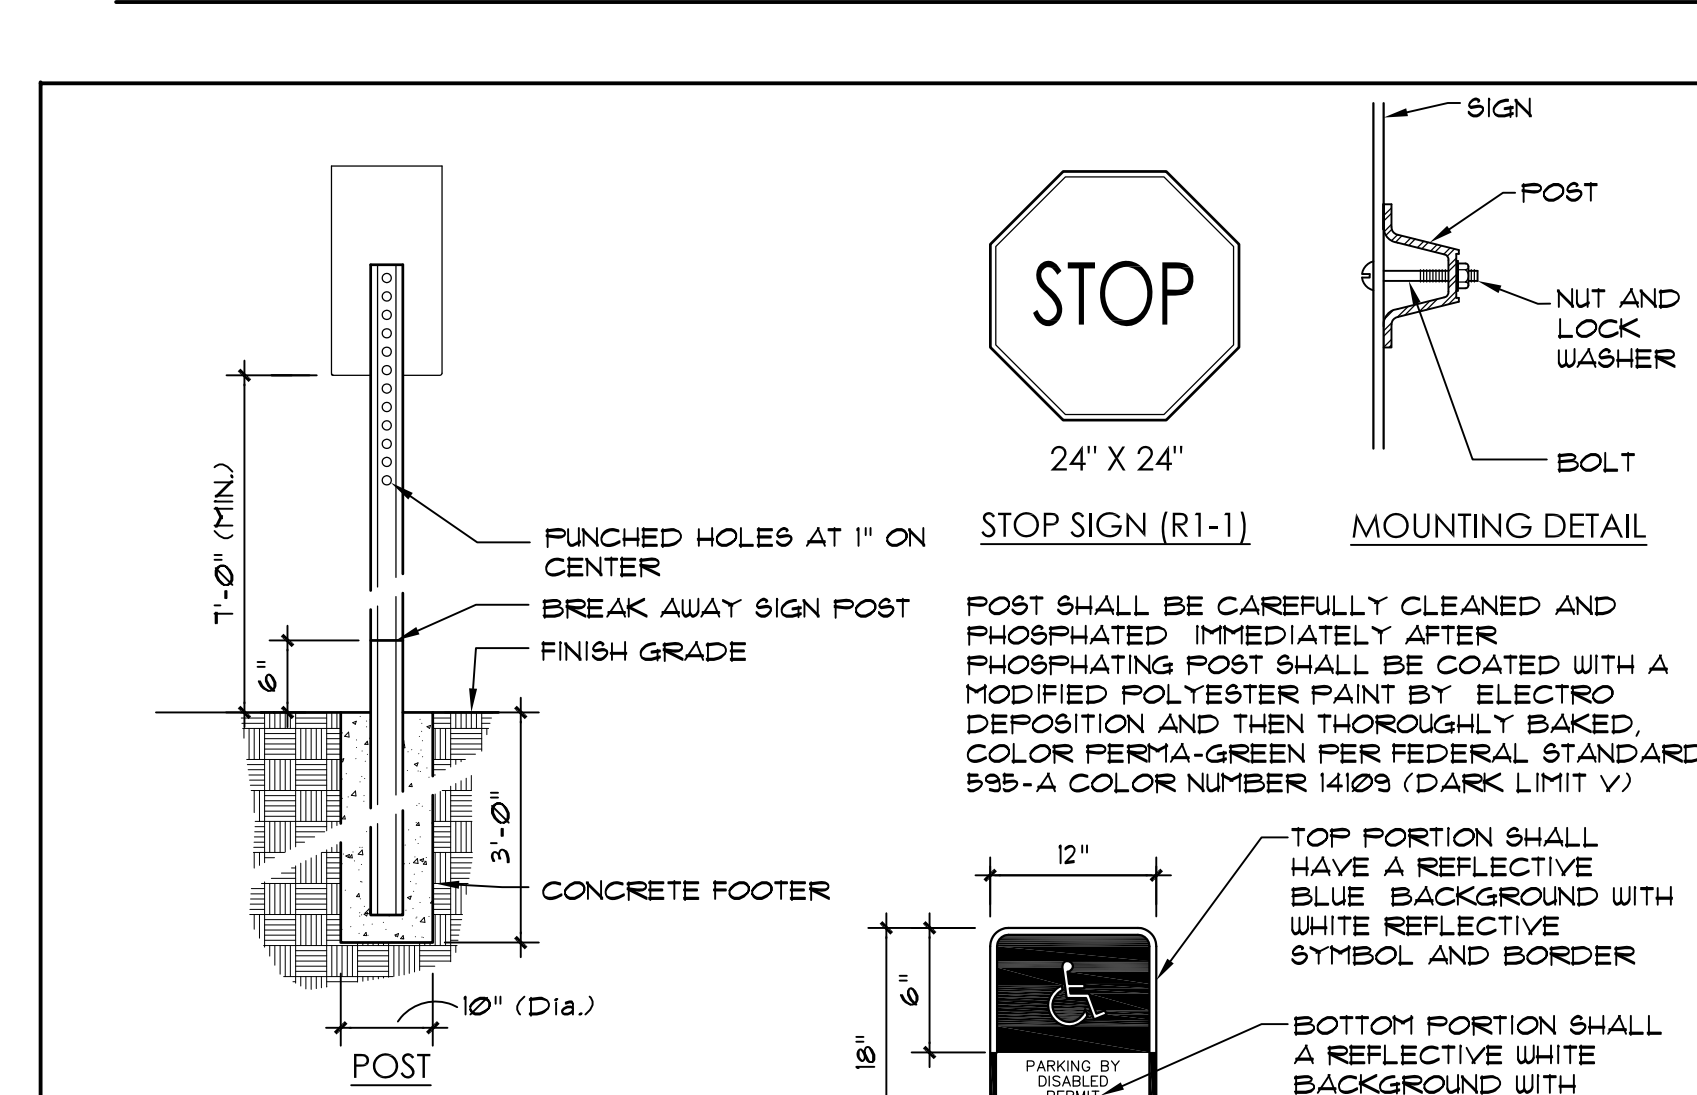 SIGN
POST
NUT AND
LOCK
WASHER
BOLT
STOP
24" X 24"
STOP SIGN (R1-1)
MOUNTING DETAIL
7'-0" (MIN.)
6"
PUNCHED HOLES AT 1" ON
CENTER
BREAK AWAY SIGN POST
FINISH GRADE
3'-0"
CONCRETE FOOTER
10" (Dia.)
POST
POST SHALL BE CAREFULLY CLEANED AND
PHOSPHATED IMMEDIATELY AFTER
PHOSPHATING POST SHALL BE COATED WITH A
MODIFIED POLYESTER PAINT BY ELECTRO
DEPOSITION AND THEN THOROUGHLY BAKED,
COLOR PERMA-GREEN PER FEDERAL STANDARD
595-A COLOR NUMBER 14109 (DARK LIMIT V)
12"
6"
18"
TOP PORTION SHALL
HAVE A REFLECTIVE
BLUE BACKGROUND WITH
WHITE REFLECTIVE
SYMBOL AND BORDER
PARKING BY
DISABLED
PERMIT
BOTTOM PORTION SHALL
A REFLECTIVE WHITE
BACKGROUND WITH